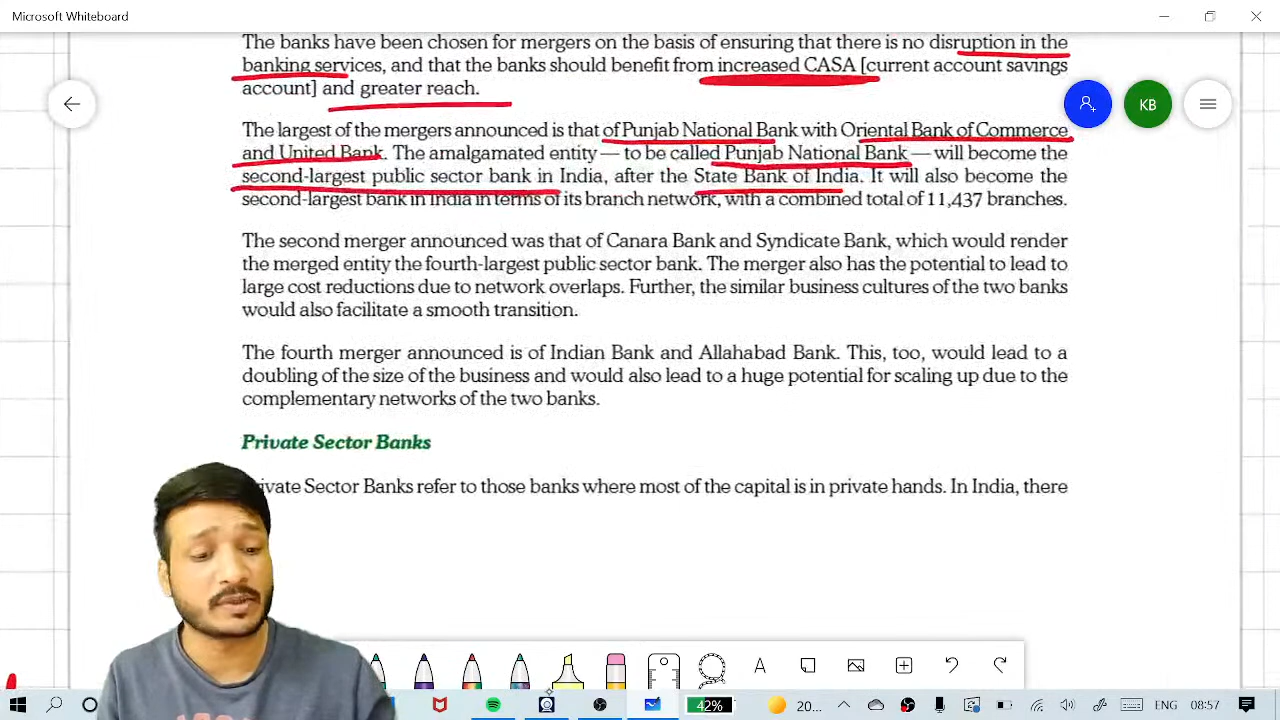 Microsoft Whiteboard
The banks have been chosen for mergers on the basis of ensuring that there is no disruption in the
banking services, and that the banks should benefit from increased CASA [current account savings
account] and greater reach.
KB
The largest of the mergers announced is that of Punjab National Bank with Oriental Bank of Commerce
and United Bank. The amalgamated entity — to be called Punjab National Bank — will become the
second-largest public sector bank in India, after the State Bank of India. It will also become the
second-largest bank in India in terms of its branch network, with a combined total of 11,437 branches.
The second merger announced was that of Canara Bank and Syndicate Bank, which would render
the merged entity the fourth-largest public sector bank. The merger also has the potential to lead to
large cost reductions due to network overlaps. Further, the similar business cultures of the two banks
would also facilitate a smooth transition.
The fourth merger announced is of Indian Bank and Allahabad Bank. This, too, would lead to a
doubling of the size of the business and would also lead to a huge potential for scaling up due to the
complementary networks of the two banks.
Private Sector Banks
ivate Sector Banks refer to those banks where most of the capital is in private hands. In India, there
A
42%
20...
ENG
08:57